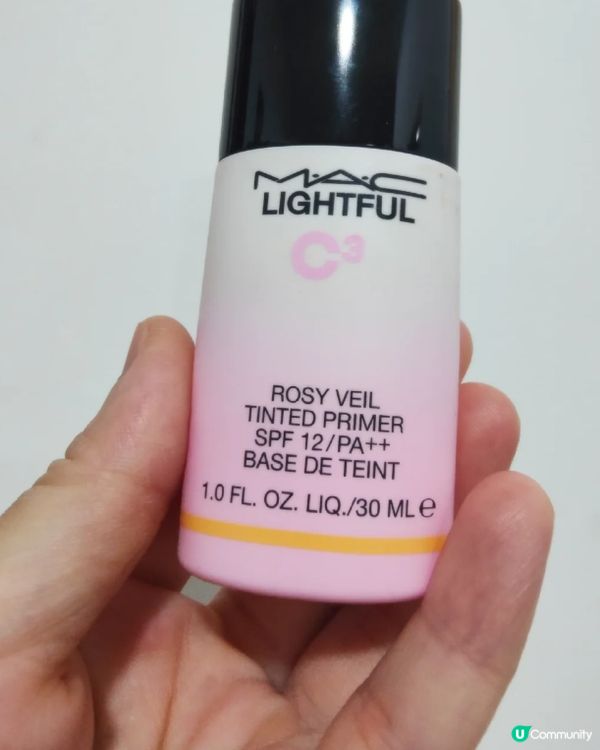 M·A·C
LIGHTFUL
C³
ROSY VEIL
TINTED PRIMER
SPF 12/PA++
BASE DE TEINT
1.0 FL. OZ. LIQ./30 ML ℮
U Community